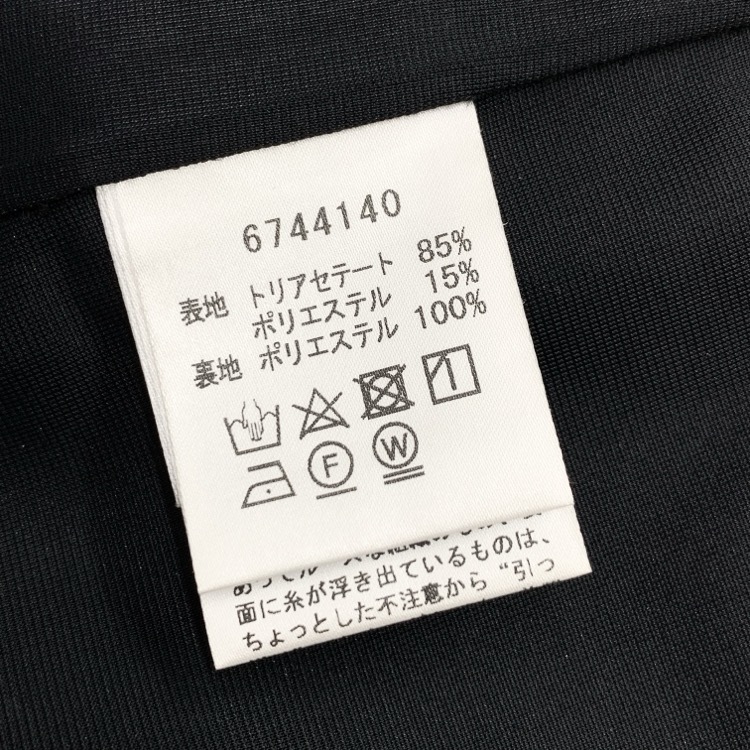 6744140
表地 トリアセテート 85%
ポリエステル 15%
裏地 ポリエステル 100%
F W
面に糸が浮き出ているものは、
ちょっとした不注意から “引っ